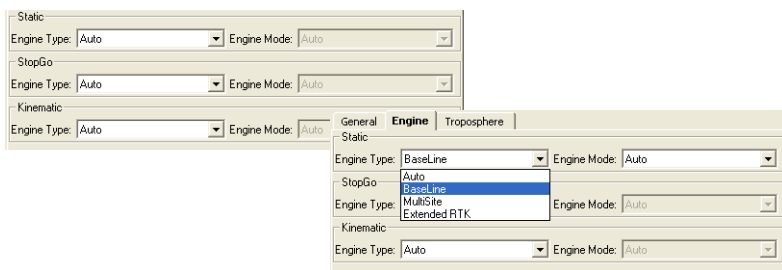 Static
Engine Type: Auto Engine Mode: Auto
StopGo
Engine Type: Auto Engine Mode: Auto
Kinematic
Engine Type: Auto Engine Mode: Auto
General Engine Troposphere
Static
Engine Type: BaseLine Engine Mode: Auto
Auto
StopGo
BaseLine
Engine Type: MultiSite Engine Mode: Auto
Extended RTK
Kinematic
Engine Type: Auto Engine Mode: Auto